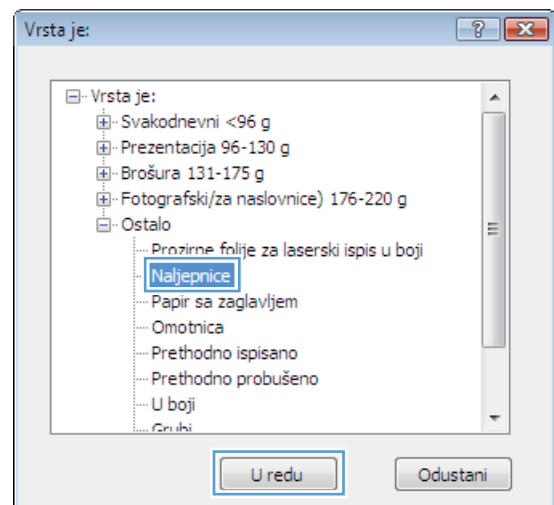 Vrsta je:
Vrsta je:
Svakodnevni <96 g
Prezentacija 96-130 g
Brošura 131-175 g
Fotografski/za naslovnice) 176-220 g
Ostalo
Prozirne folije za laserski ispis u boji
Naljepnice
Papir sa zaglavljem
Omotnica
Prethodno ispisano
Prethodno probušeno
U boji
Grubi
U redu Odustani